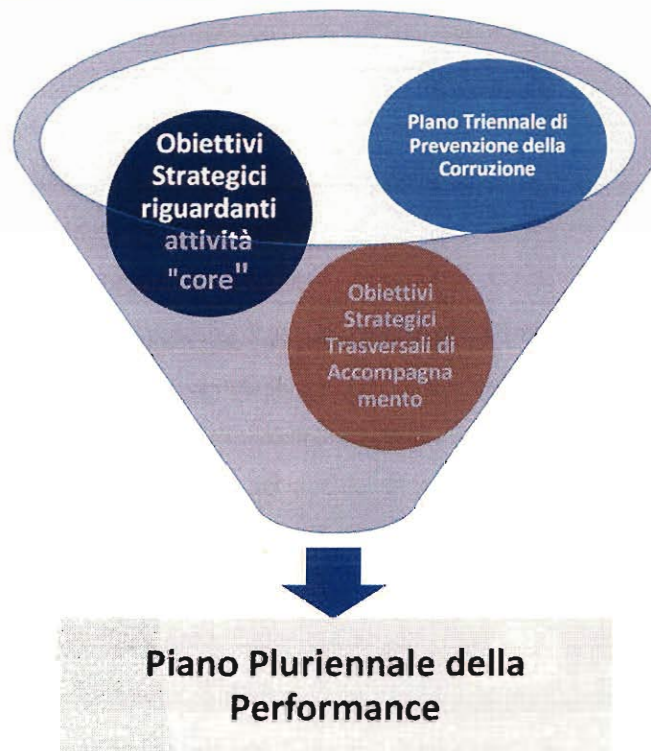 Obiettivi
Strategici
riguardanti
attività
"core"
Piano Triennale di
Prevenzione della
Corruzione
Obiettivi
Strategici
Trasversali di
Accompagna
mento
Piano Pluriennale della
Performance